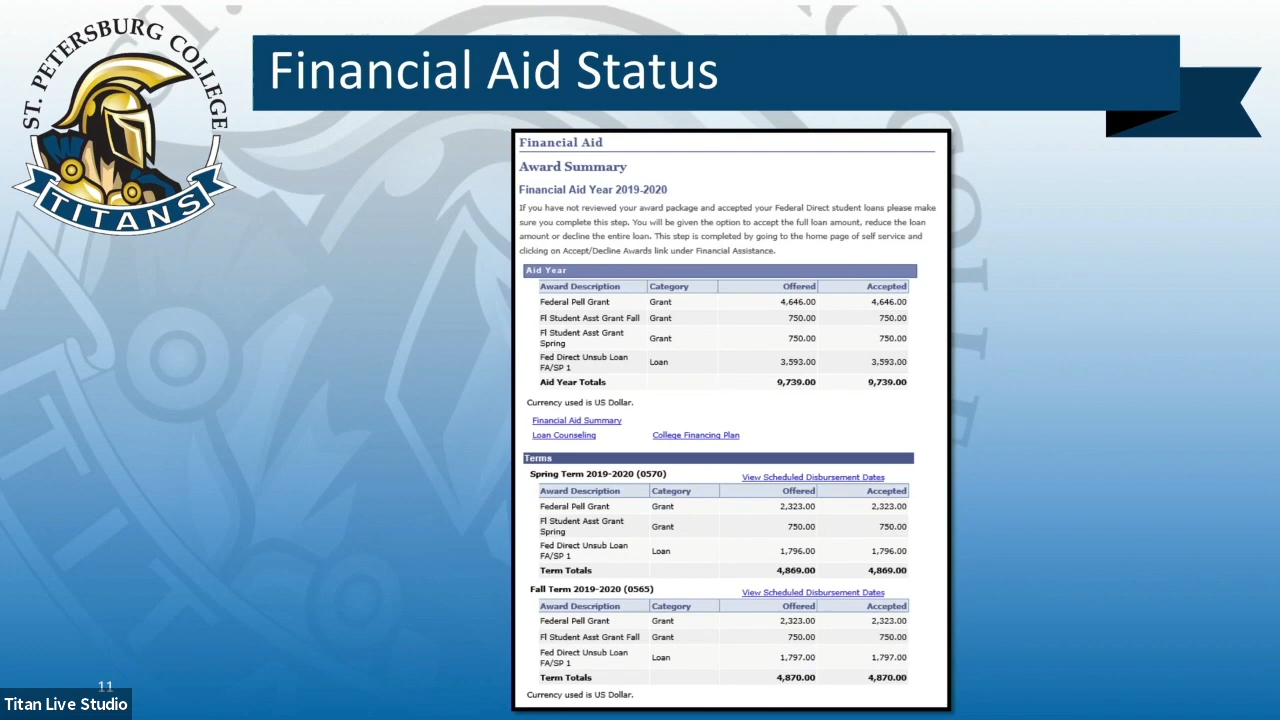 ST. PETERSBURG COLLEGE
TITANS
Financial Aid Status
Financial Aid
Award Summary
Financial Aid Year 2019-2020
If you have not reviewed your award package and accepted your Federal Direct student loans please make
sure you complete this step. You will be given the option to accept the full loan amount, reduce the loan
amount or decline the entire loan. This step is completed by going to the home page of self service and
clicking on Accept/Decline Awards link under Financial Assistance.
Aid Year
Award Description Category Offered Accepted
Federal Pell Grant Grant 4,646.00 4,646.00
Fl Student Asst Grant Fall Grant 750.00 750.00
Fl Student Asst Grant
Spring Grant 750.00 750.00
Fed Direct Unsub Loan
FA/SP 1 Loan 3,593.00 3,593.00
Aid Year Totals 9,739.00 9,739.00
Currency used is US Dollar.
Financial Aid Summary
Loan Counseling College Financing Plan
Terms
Spring Term 2019-2020 (0570) View Scheduled Disbursement Dates
Award Description Category Offered Accepted
Federal Pell Grant Grant 2,323.00 2,323.00
Fl Student Asst Grant
Spring Grant 750.00 750.00
Fed Direct Unsub Loan
FA/SP 1 Loan 1,796.00 1,796.00
Term Totals 4,869.00 4,869.00
Fall Term 2019-2020 (0565) View Scheduled Disbursement Dates
Award Description Category Offered Accepted
Federal Pell Grant Grant 2,323.00 2,323.00
Fl Student Asst Grant Fall Grant 750.00 750.00
Fed Direct Unsub Loan
FA/SP 1 Loan 1,797.00 1,797.00
Term Totals 4,870.00 4,870.00
Currency used is US Dollar.
11
Titan Live Studio